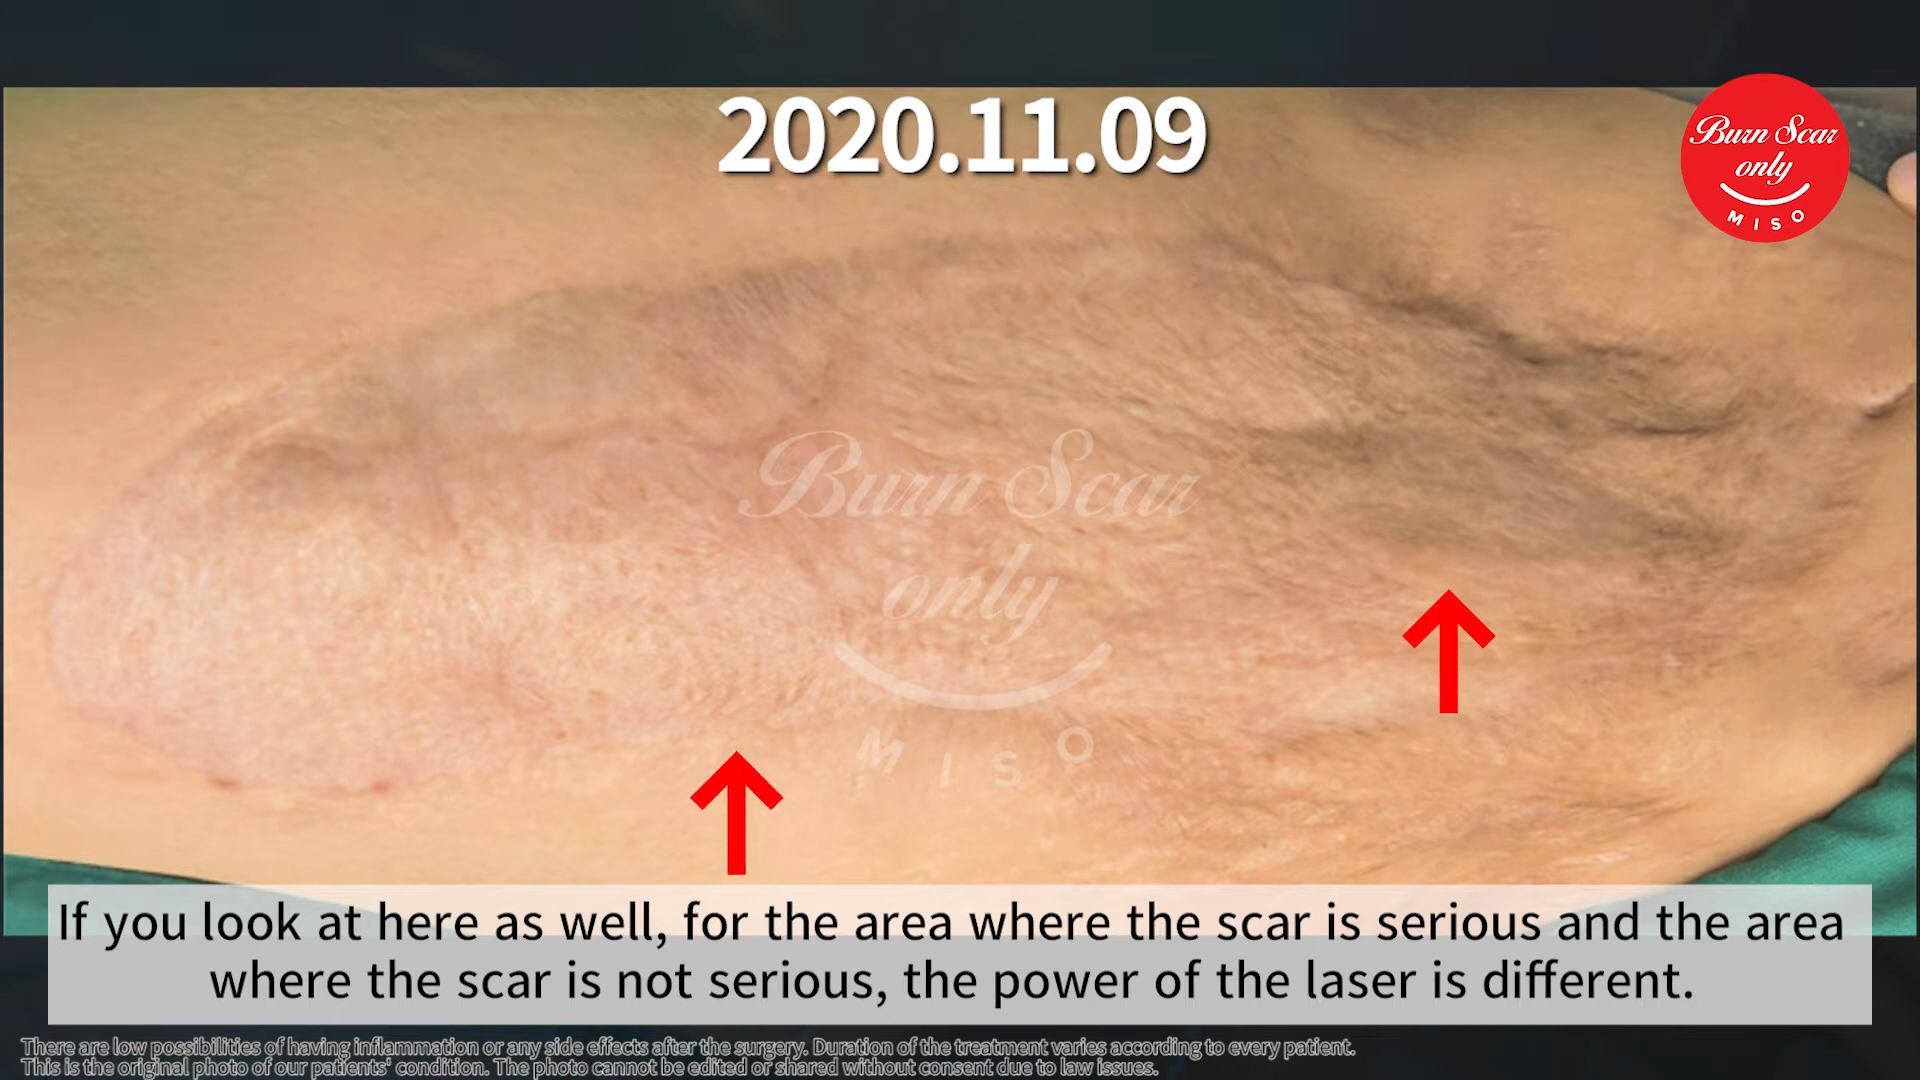 2020.11.09
Burn Scar
only
MISO
Burn Scar
only
MISO
If you look at here as well, for the area where the scar is serious and the area
where the scar is not serious, the power of the laser is different.
There are low possibilities of having inflammation or any side effects after the surgery. Duration of the treatment varies according to every patient.
This is the original photo of our patients' condition. The photo cannot be edited or shared without consent due to law issues.